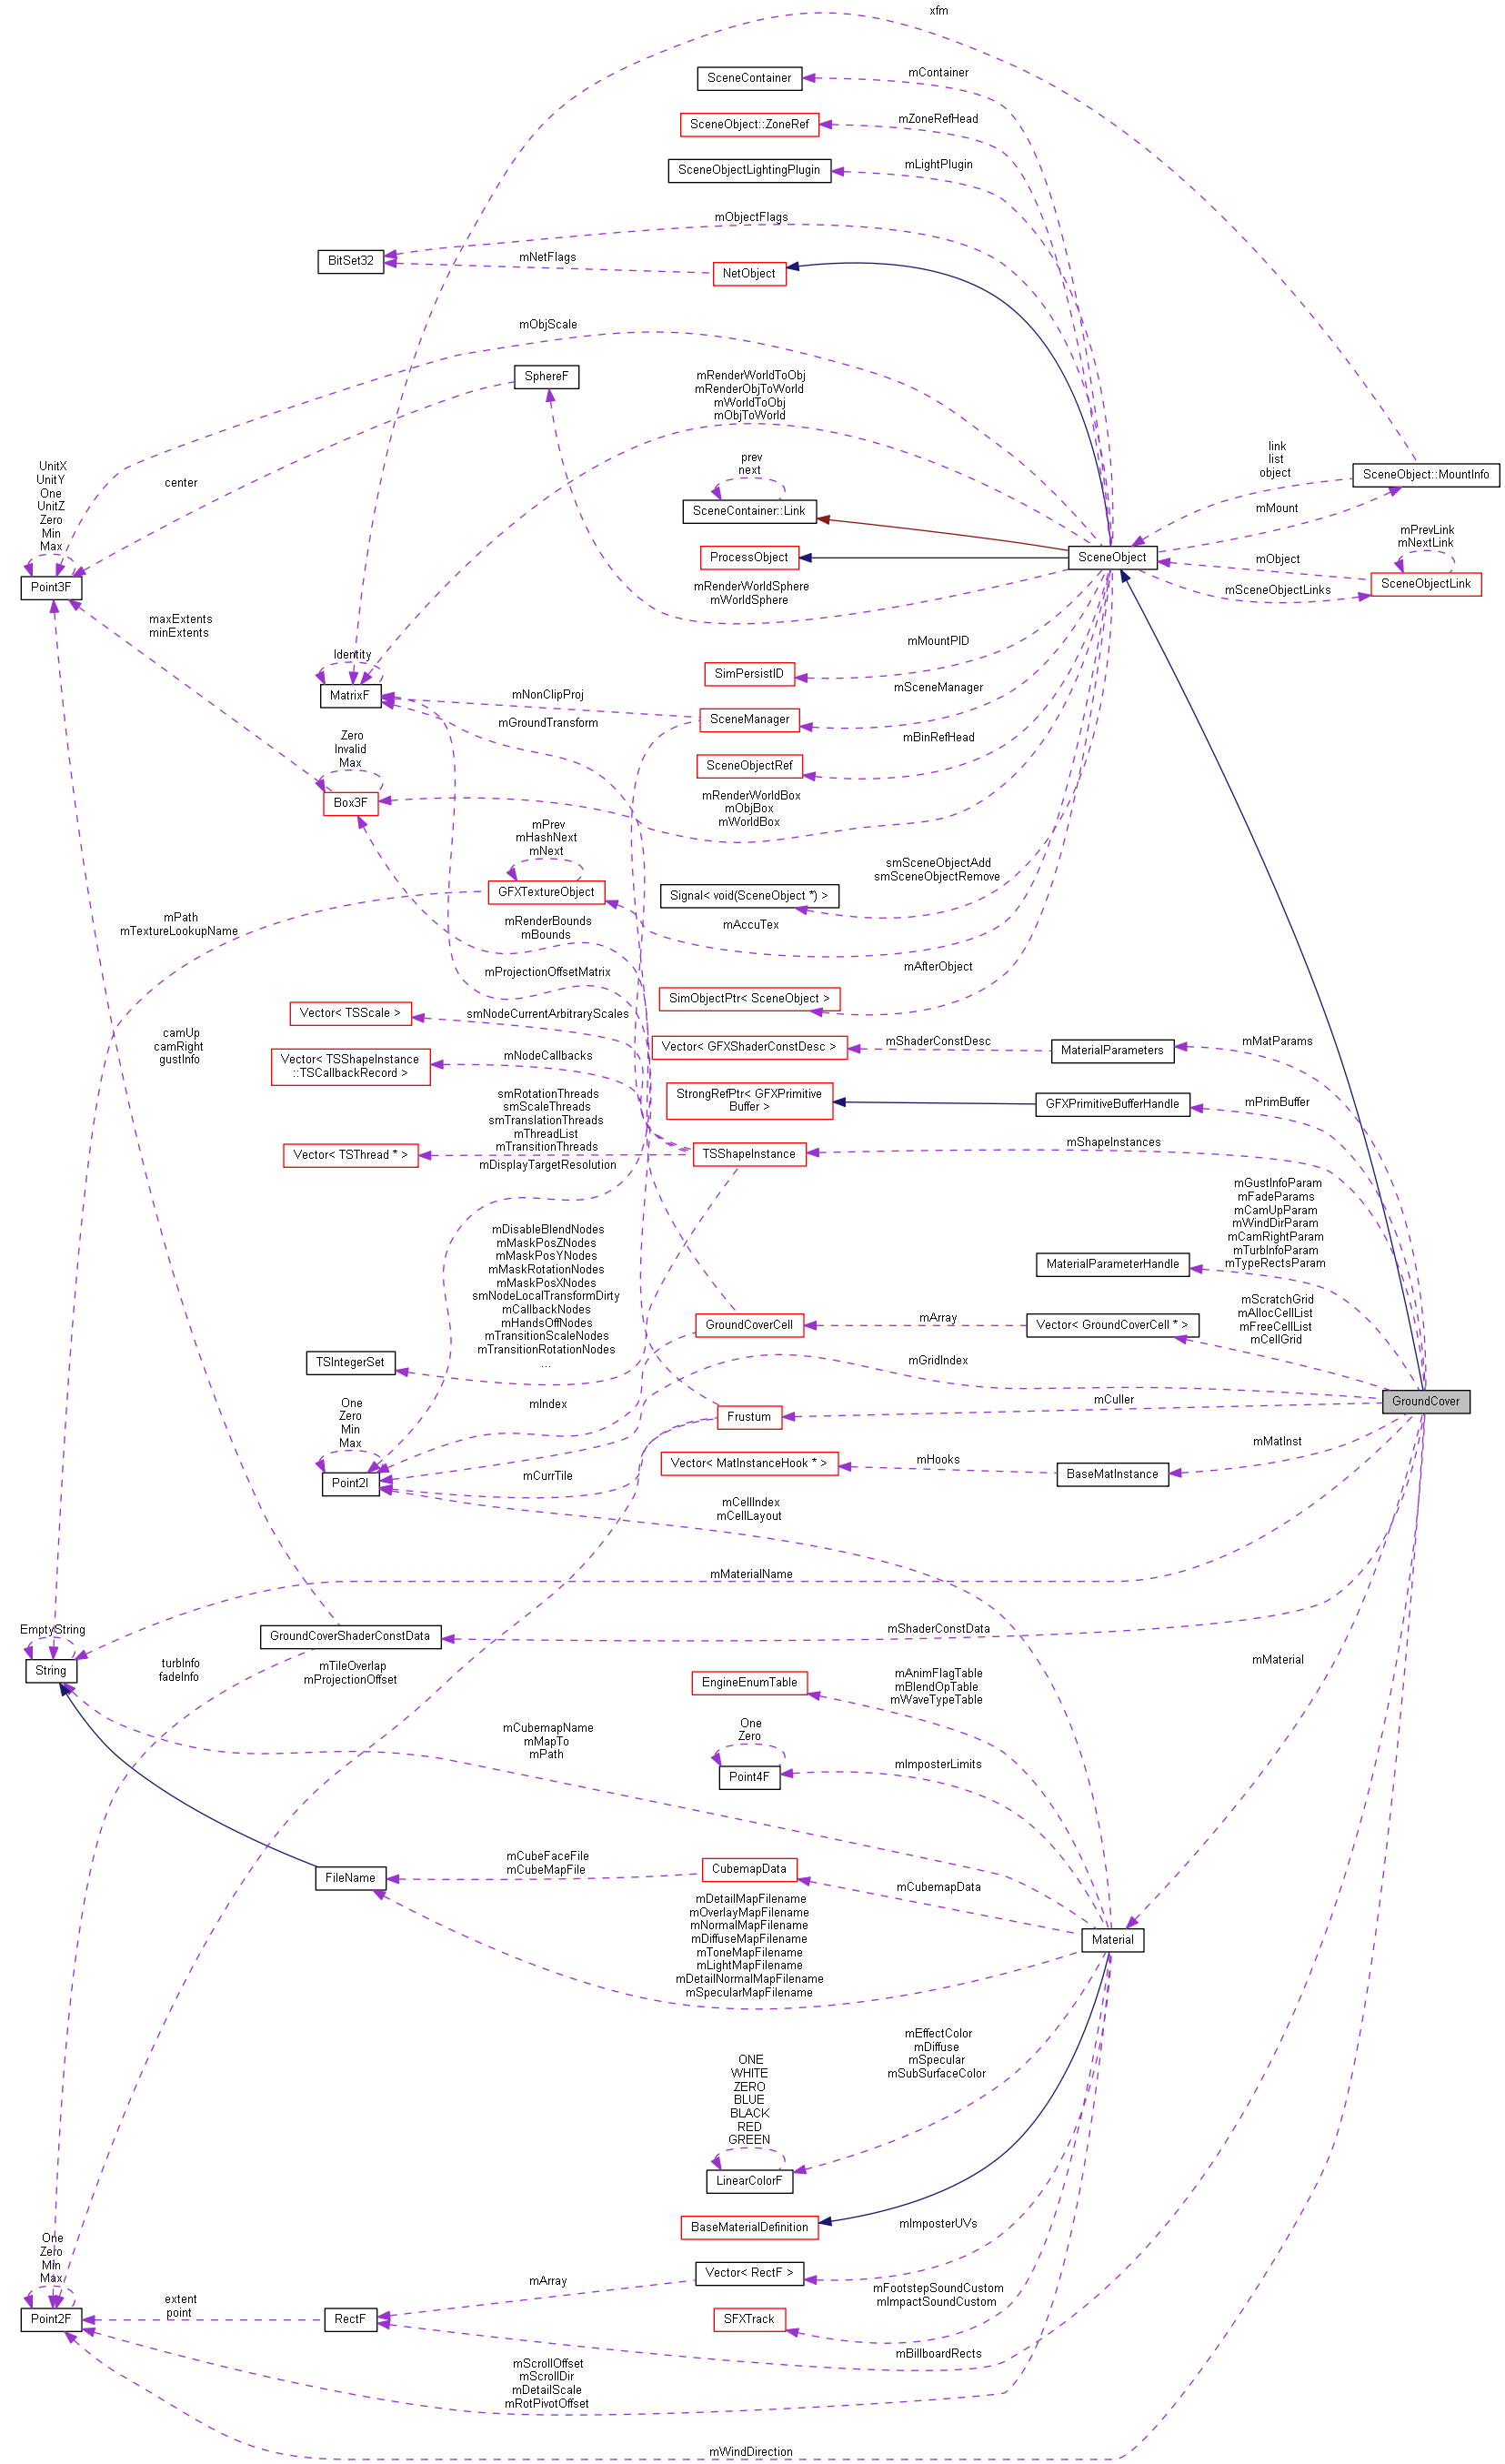 xfm
SceneContainer
mContainer
SceneObject::ZoneRef
mZoneRefHead
SceneObjectLightingPlugin
mLightPlugin
mObjectFlags
BitSet32
mNetFlags
NetObject
mObjScale
SphereF
mRenderWorldToObj
mRenderObjToWorld
mWorldToObj
mObjToWorld
link
list
object
SceneObject::MountInfo
mMount
UnitX
UnitY
One
UnitZ
Zero
Min
Max
Point3F
center
prev
next
SceneContainer::Link
ProcessObject
SceneObject
mPrevLink
mNextLink
mObject
SceneObjectLink
mSceneObjectLinks
mRenderWorldSphere
mWorldSphere
maxExtents
minExtents
mMountPID
Identity
MatrixF
SimPersistID
mNonClipProj
mSceneManager
SceneManager
mGroundTransform
mBinRefHead
SceneObjectRef
Zero
Invalid
Max
Box3F
mRenderWorldBox
mObjBox
mWorldBox
mPrev
mHashNext
mNext
GFXTextureObject
smSceneObjectAdd
smSceneObjectRemove
Signal< void(SceneObject *) >
mPath
mTextureLookupName
mRenderBounds
mBounds
mAccuTex
mProjectionOffsetMatrix
mAfterObject
SimObjectPtr< SceneObject >
Vector< TSScale >
smNodeCurrentArbitraryScales
camUp
camRight
gustInfo
Vector< TSShapeInstance
::TSCallbackRecord >
mNodeCallbacks
Vector< GFXShaderConstDesc >
mShaderConstDesc
MaterialParameters
mMatParams
StrongRefPtr< GFXPrimitive
Buffer >
GFXPrimitiveBufferHandle
mPrimBuffer
smRotationThreads
smScaleThreads
smTranslationThreads
mThreadList
mTransitionThreads
Vector< TSThread * >
TSShapeInstance
mShapeInstances
mDisplayTargetResolution
mGustInfoParam
mFadeParams
mCamUpParam
mWindDirParam
mCamRightParam
mTurbInfoParam
mTypeRectsParam
MaterialParameterHandle
mDisableBlendNodes
mMaskPosZNodes
mMaskPosYNodes
mMaskRotationNodes
mMaskPosXNodes
smNodeLocalTransformDirty
mCallbackNodes
mHandsOffNodes
mTransitionScaleNodes
mTransitionRotationNodes
...
TSIntegerSet
GroundCoverCell
mArray
Vector< GroundCoverCell * >
mScratchGrid
mAllocCellList
mFreeCellList
mCellGrid
mGridIndex
mIndex
Frustum
mCuller
GroundCover
One
Zero
Min
Max
Point2I
mCurrTile
Vector< MatInstanceHook * >
mHooks
BaseMatInstance
mMatInst
mCellIndex
mCellLayout
mMaterialName
EmptyString
String
GroundCoverShaderConstData
mShaderConstData
turbInfo
fadeInfo
mTileOverlap
mProjectionOffset
mMaterial
EngineEnumTable
mAnimFlagTable
mBlendOpTable
mWaveTypeTable
mCubemapName
mMapTo
mPath
One
Zero
Point4F
mImposterLimits
FileName
mCubeFaceFile
mCubeMapFile
CubemapData
mCubemapData
mDetailMapFilename
mOverlayMapFilename
mNormalMapFilename
mDiffuseMapFilename
mToneMapFilename
mLightMapFilename
mDetailNormalMapFilename
mSpecularMapFilename
Material
mEffectColor
mDiffuse
mSpecular
mSubSurfaceColor
ONE
WHITE
ZERO
BLUE
BLACK
RED
GREEN
LinearColorF
BaseMaterialDefinition
mImposterUVs
One
Zero
Min
Max
Point2F
extent
point
RectF
mArray
Vector< RectF >
mFootstepSoundCustom
mImpactSoundCustom
SFXTrack
mBillboardRects
mScrollOffset
mScrollDir
mDetailScale
mRotPivotOffset
mWindDirection